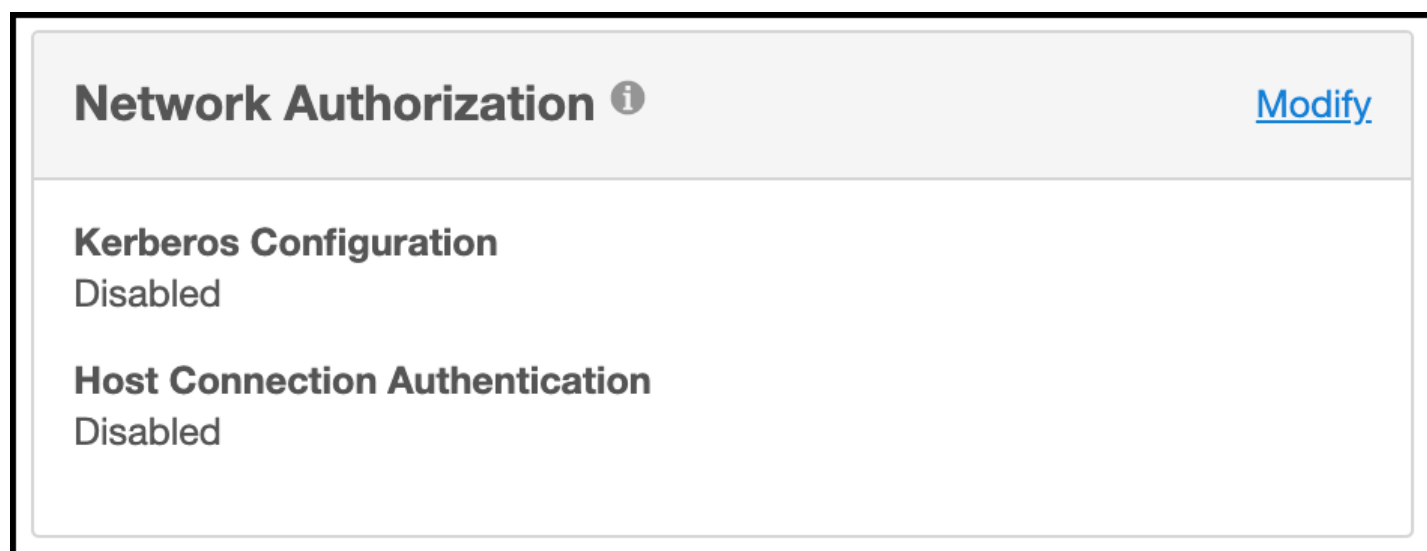 Network Authorization
Modify
Kerberos Configuration
Disabled
Host Connection Authentication
Disabled